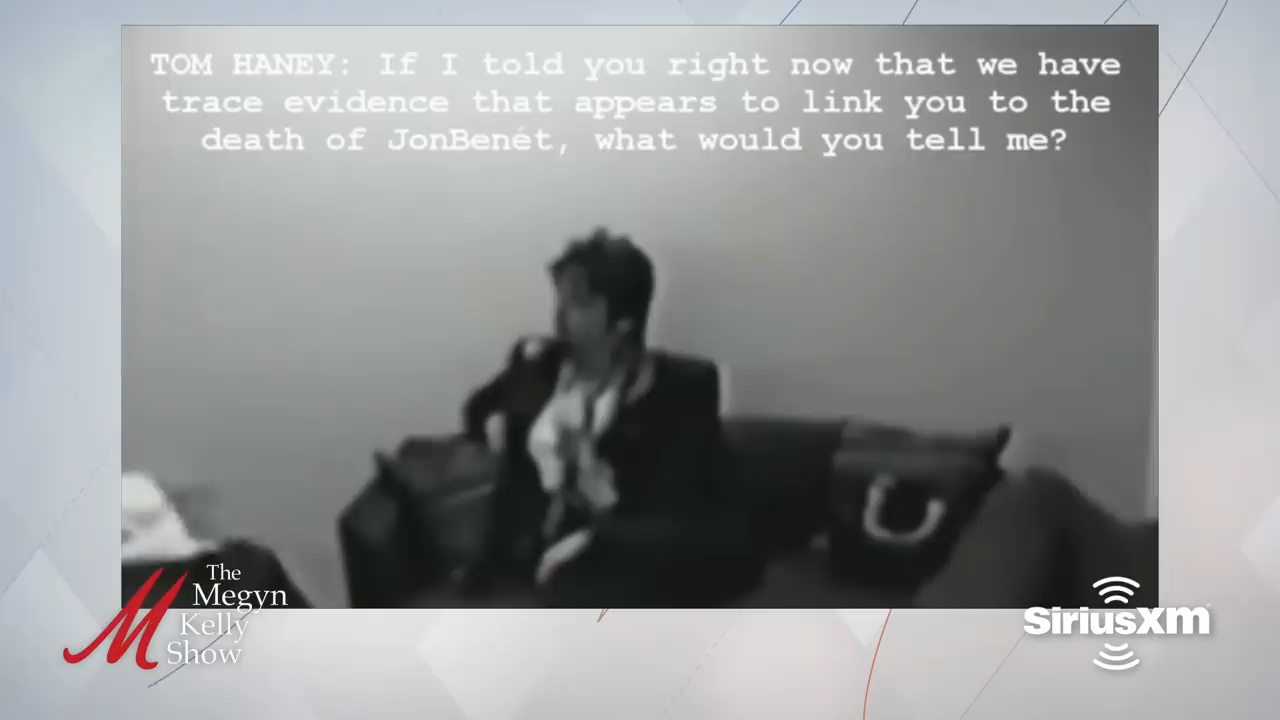 TOM HANEY: If I told you right now that we have
trace evidence that appears to link you to the
death of JonBenét, what would you tell me?
The
Megyn
Kelly
Show
SiriusXM